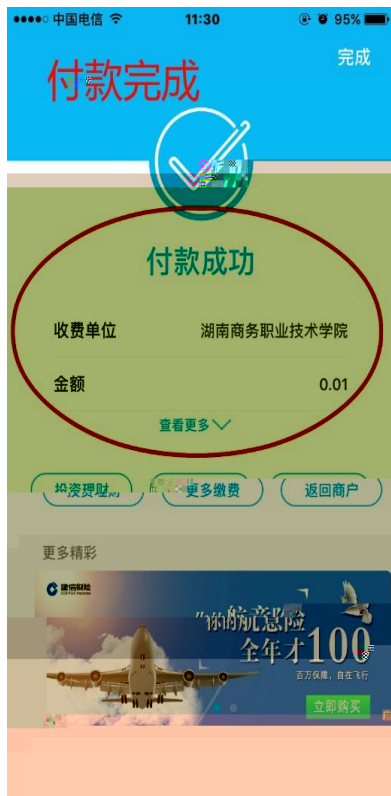 中国电信 11:30 95%
完成
付款完成
付款成功
收费单位 湖南商务职业技术学院
金额 0.01
查看更多
投资理财 更多缴费 返回商户
更多精彩
建信财险
"你的航意险
全年才100
百万保障，自在飞行
立即购买